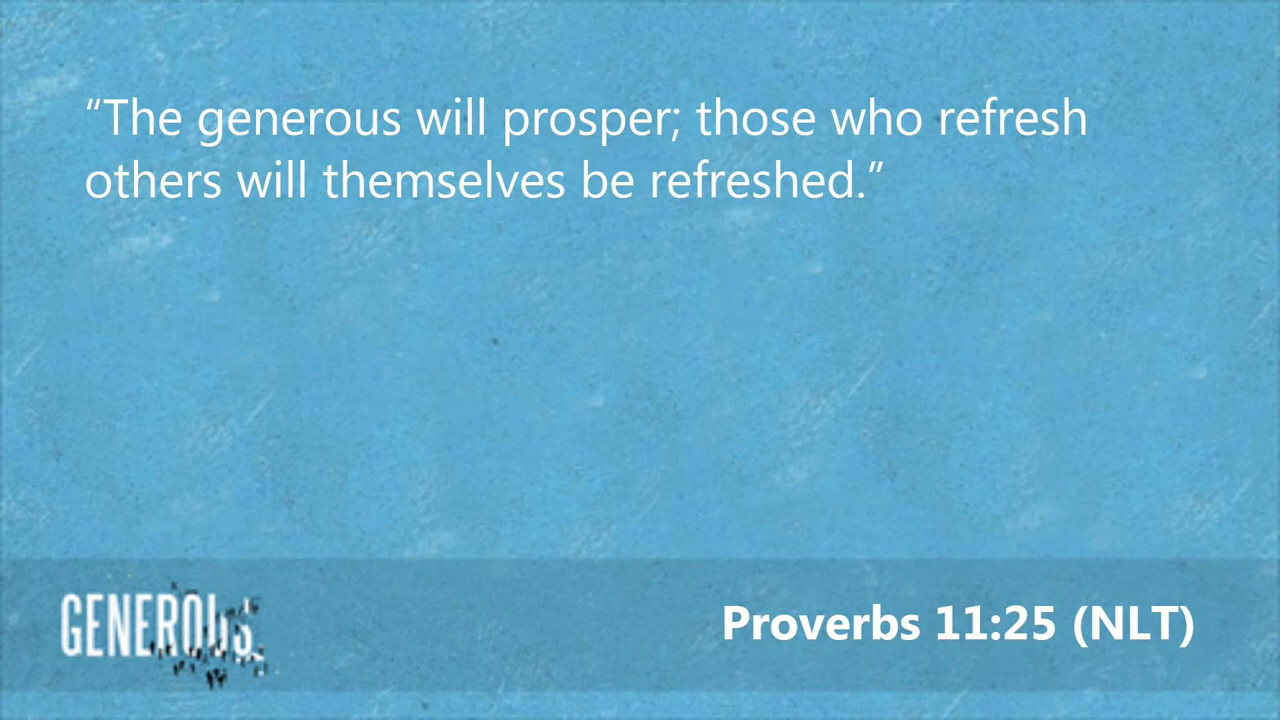 “The generous will prosper; those who refresh
others will themselves be refreshed.”
GENEROUS
Proverbs 11:25 (NLT)